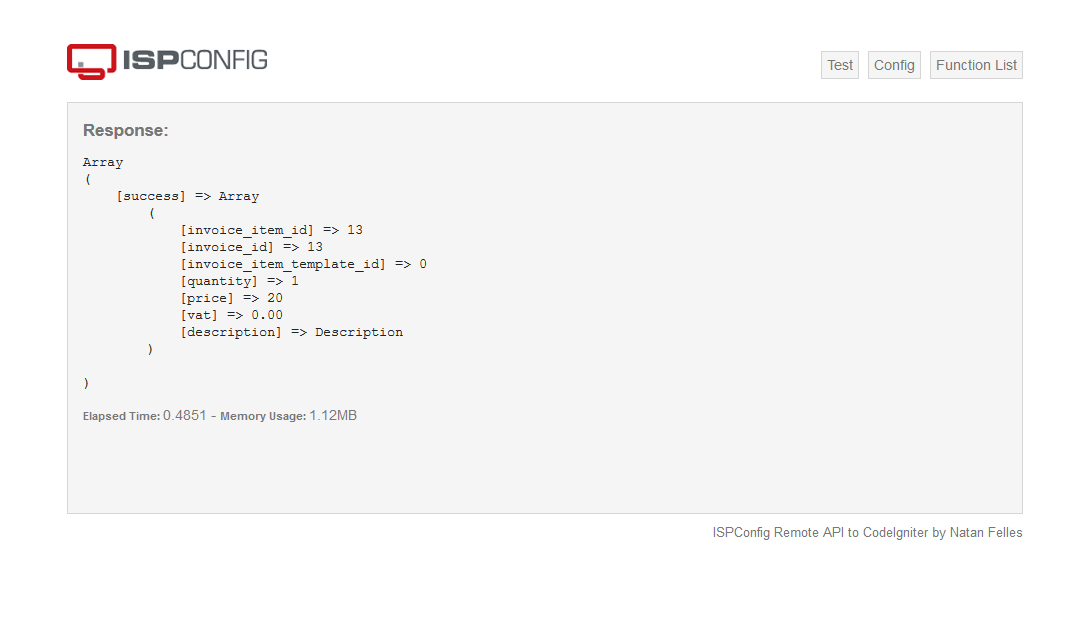 ISPCONFIG
Test Config Function List
Response:
Array
(
    [success] => Array
        (
            [invoice_item_id] => 13
            [invoice_id] => 13
            [invoice_item_template_id] => 0
            [quantity] => 1
            [price] => 20
            [vat] => 0.00
            [description] => Description
        )
)
Elapsed Time: 0.4851 - Memory Usage: 1.12MB
ISPConfig Remote API to CodeIgniter by Natan Felles